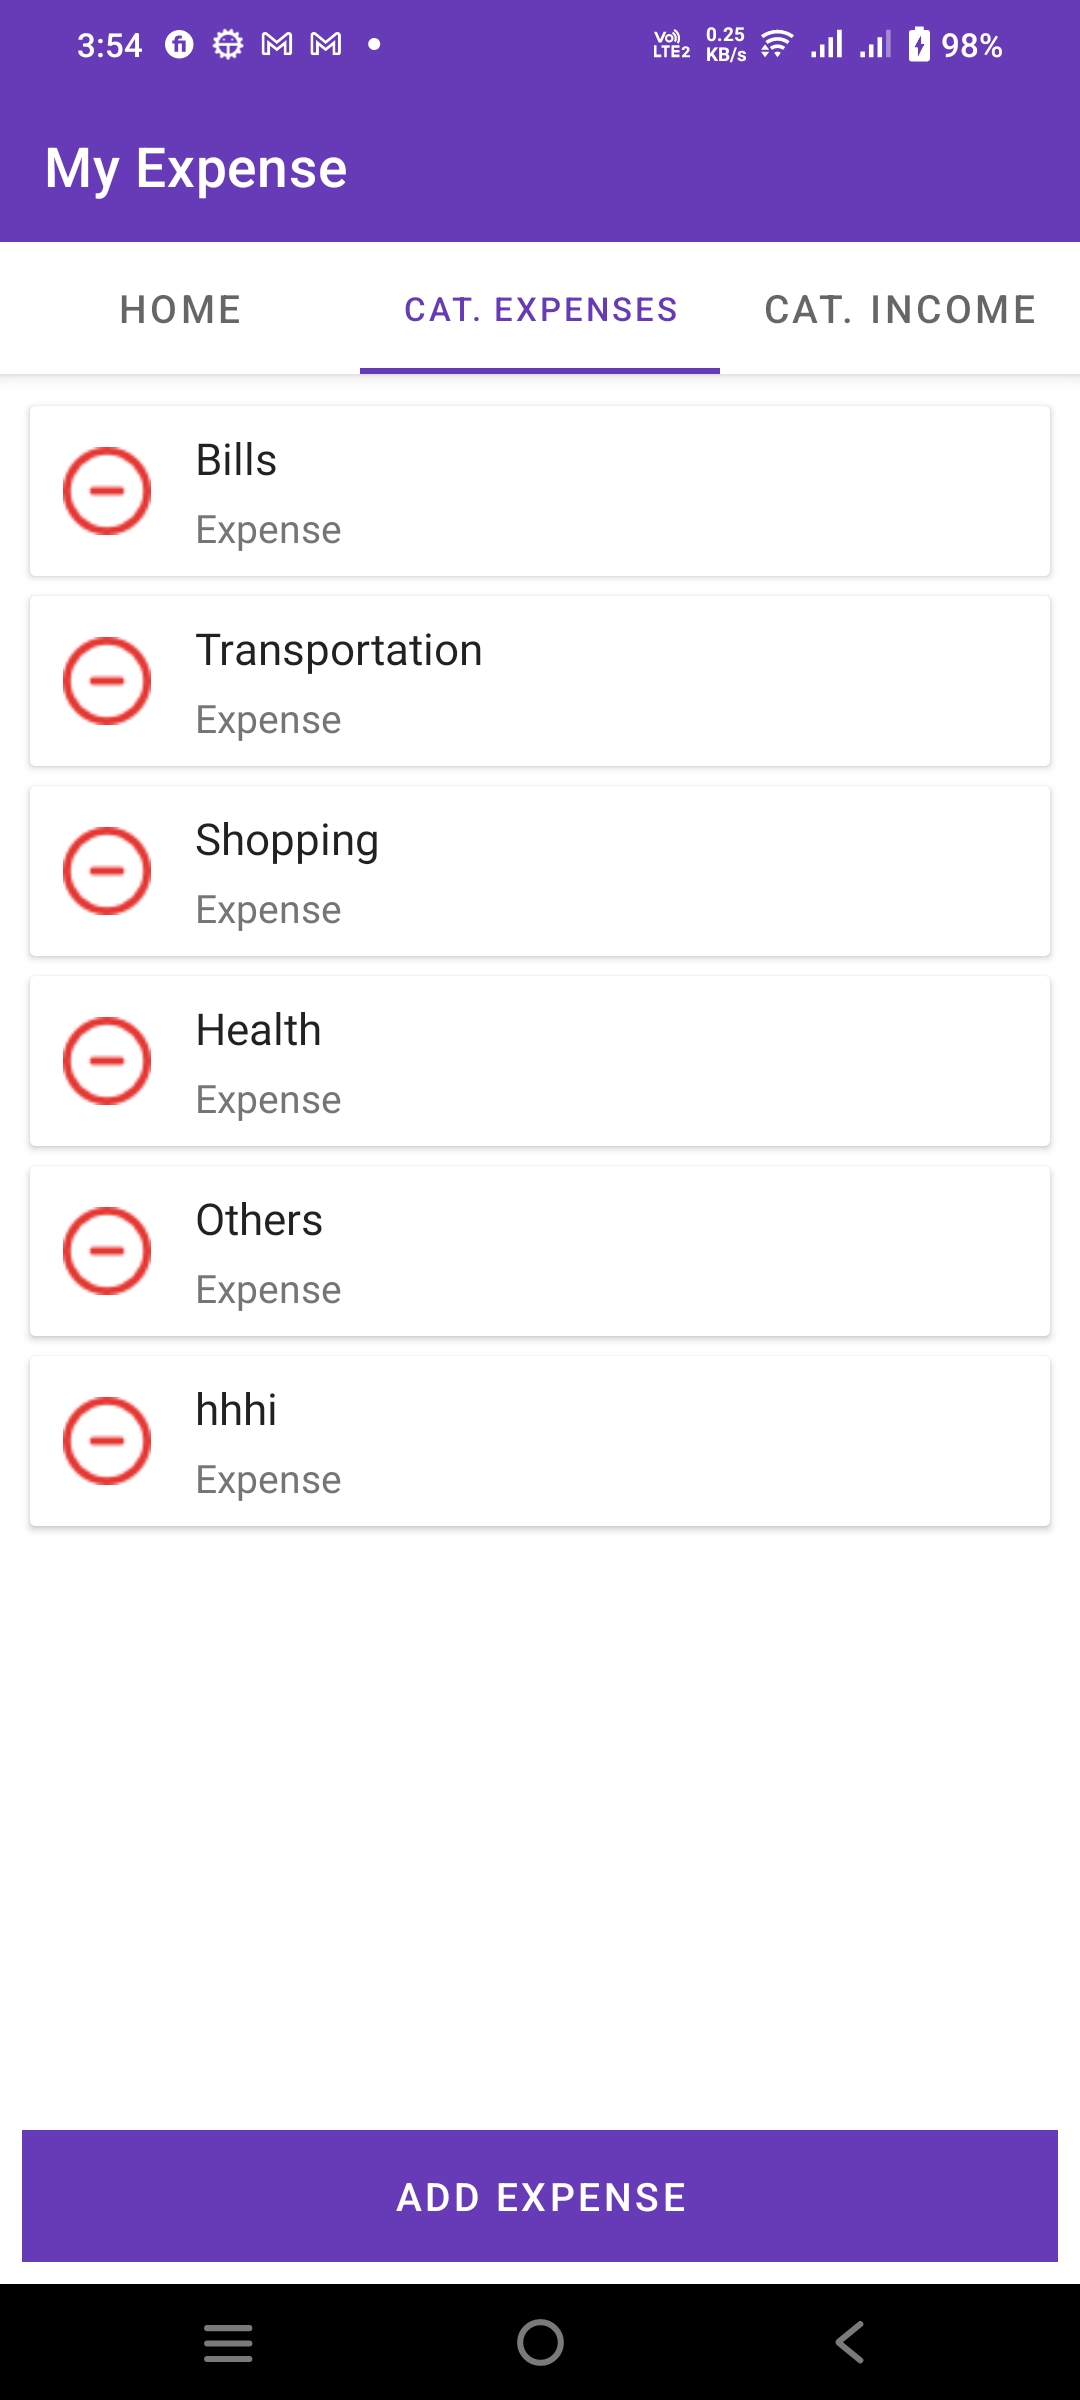 3:54 Vo) LTE2 0.25 KB/s 98%
My Expense
HOME CAT. EXPENSES CAT. INCOME
Bills
Expense
Transportation
Expense
Shopping
Expense
Health
Expense
Others
Expense
hhhi
Expense
ADD EXPENSE